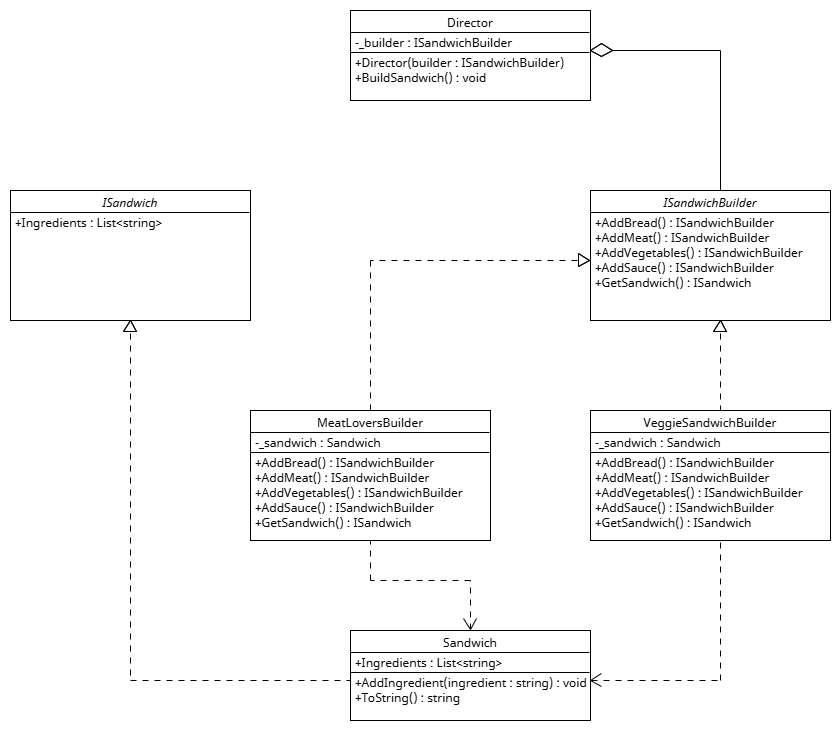 Director
-_builder : ISandwichBuilder
+Director(builder : ISandwichBuilder)
+BuildSandwich() : void
ISandwich
+Ingredients : List<string>
ISandwichBuilder
+AddBread() : ISandwichBuilder
+AddMeat() : ISandwichBuilder
+AddVegetables() : ISandwichBuilder
+AddSauce() : ISandwichBuilder
+GetSandwich() : ISandwich
MeatLoversBuilder
-_sandwich : Sandwich
+AddBread() : ISandwichBuilder
+AddMeat() : ISandwichBuilder
+AddVegetables() : ISandwichBuilder
+AddSauce() : ISandwichBuilder
+GetSandwich() : ISandwich
VeggieSandwichBuilder
-_sandwich : Sandwich
+AddBread() : ISandwichBuilder
+AddMeat() : ISandwichBuilder
+AddVegetables() : ISandwichBuilder
+AddSauce() : ISandwichBuilder
+GetSandwich() : ISandwich
Sandwich
+Ingredients : List<string>
+AddIngredient(ingredient : string) : void
+ToString() : string